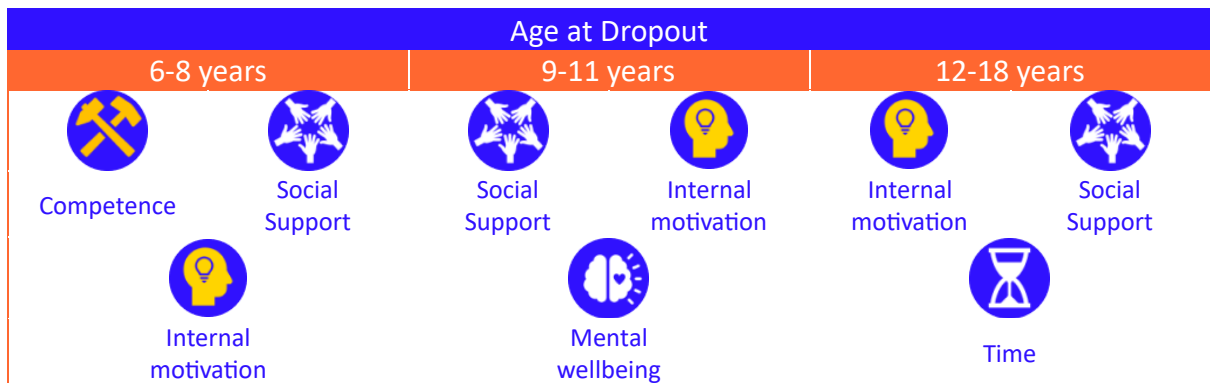 Age at Dropout
6-8 years
9-11 years
12-18 years
Competence
Social
Support
Internal
motivation
Social
Support
Internal
motivation
Mental
wellbeing
Internal
motivation
Social
Support
Time